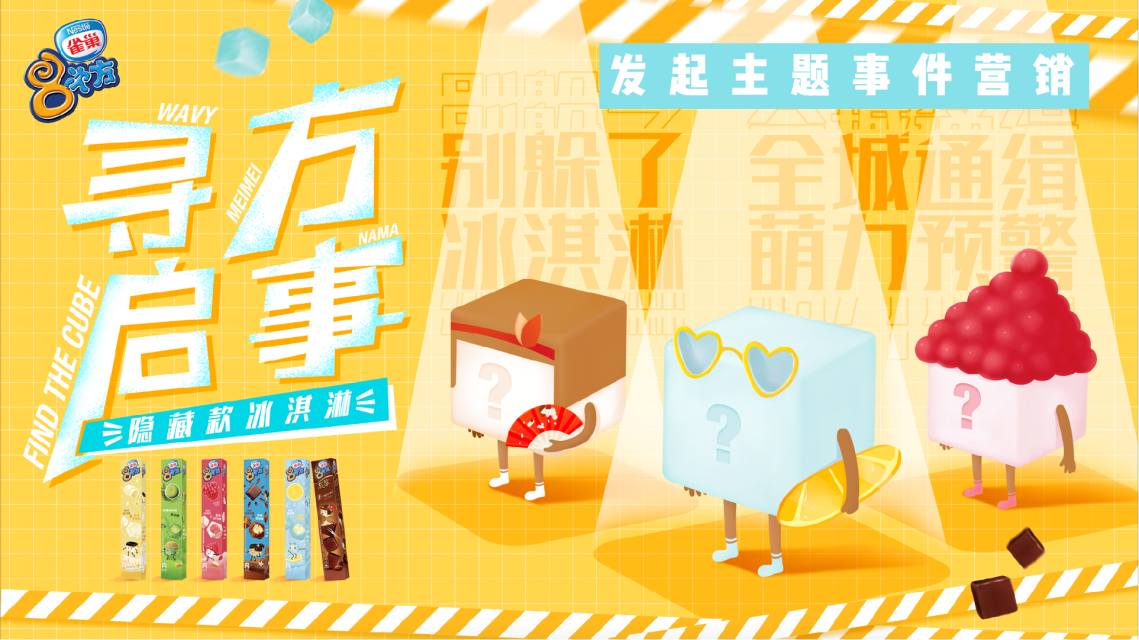 Nestle
雀巢
8次方
发起主题事件营销
WAVY
MEIMEI
NAMA
寻方
启事
FIND THE CUBE
隐藏款冰淇淋
别躲了
冰淇淋
全城通缉
萌力预警
?
?
?